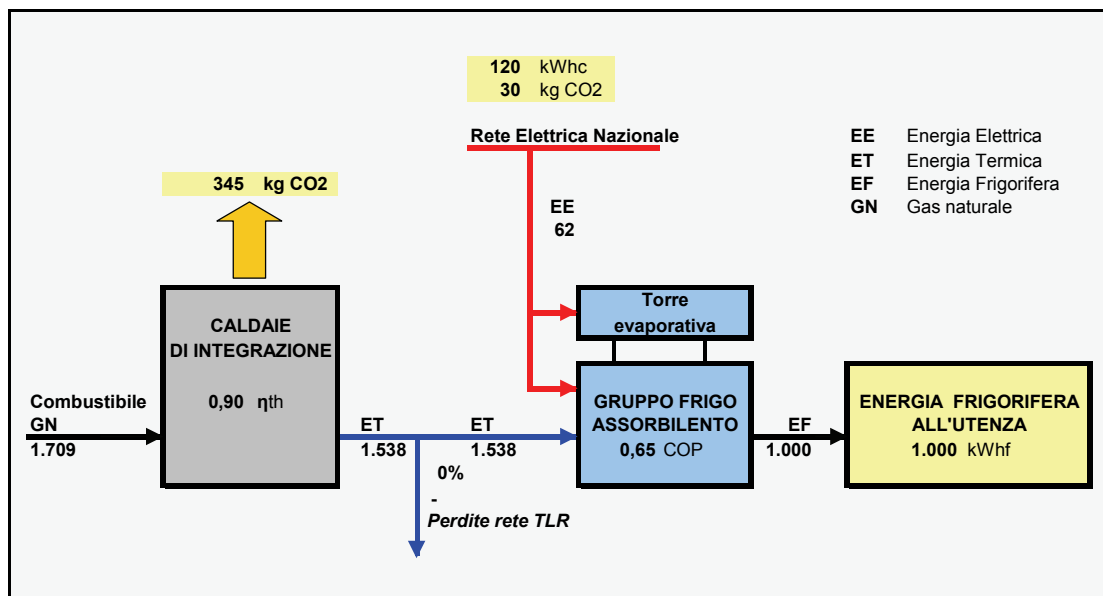 120 kWhc
30 kg CO2
Rete Elettrica Nazionale
EE Energia Elettrica
ET Energia Termica
EF Energia Frigorifera
GN Gas naturale
345 kg CO2
EE
62
Torre
evaporativa
CALDAIE
DI INTEGRAZIONE
0,90 ηth
Combustibile
GN
1.709
ET
1.538
ET
1.538
0%
-
Perdite rete TLR
GRUPPO FRIGO
ASSORBILENTO
0,65 COP
EF
1.000
ENERGIA FRIGORIFERA
ALL'UTENZA
1.000 kWhf